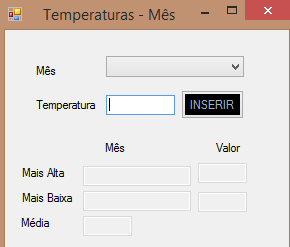 Temperaturas - Mês
Mês
Temperatura INSERIR
Mês Valor
Mais Alta
Mais Baixa
Média